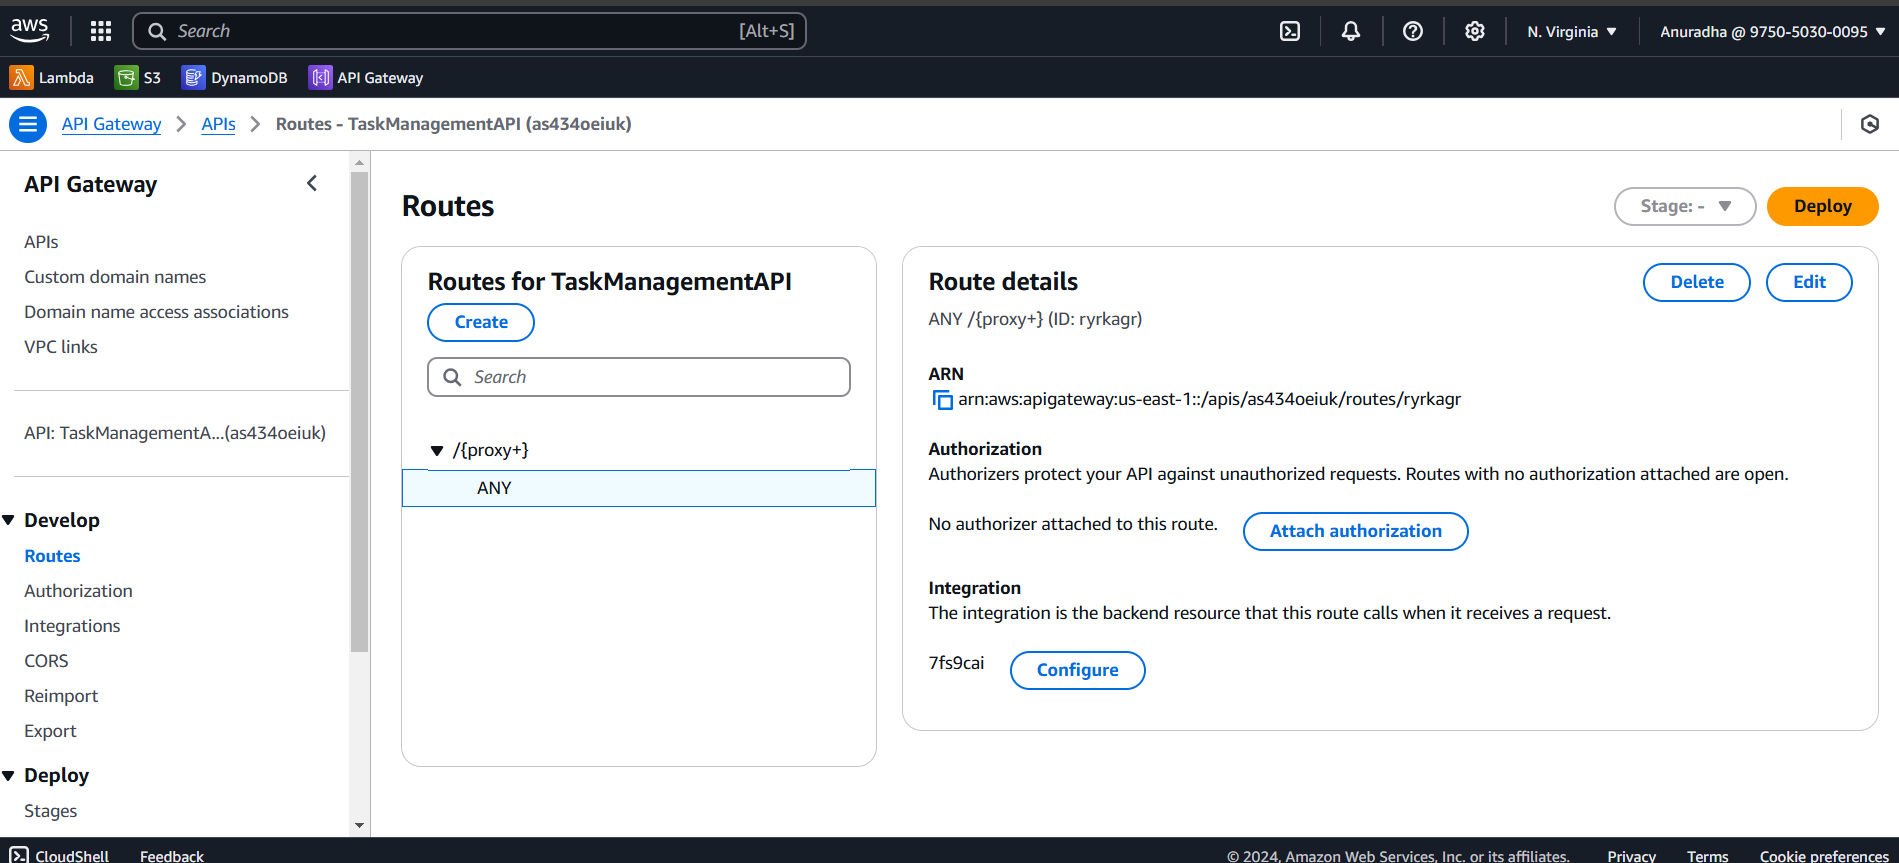 aws
Search [Alt+S]
N. Virginia
Anuradha @ 9750-5030-0095
Lambda
S3
DynamoDB
API Gateway
API Gateway
APIs
Routes - TaskManagementAPI (as434oeiuk)
API Gateway
APIs
Custom domain names
Domain name access associations
VPC links
API: TaskManagementA...(as434oeiuk)
Develop
Routes
Authorization
Integrations
CORS
Reimport
Export
Deploy
Stages
Routes
Stage: -
Deploy
Routes for TaskManagementAPI
Create
Search
/{proxy+}
ANY
Route details
Delete
Edit
ANY /{proxy+} (ID: ryrkagr)
ARN
arn:aws:apigateway:us-east-1::/apis/as434oeiuk/routes/ryrkagr
Authorization
Authorizers protect your API against unauthorized requests. Routes with no authorization attached are open.
No authorizer attached to this route.
Attach authorization
Integration
The integration is the backend resource that this route calls when it receives a request.
7fs9cai
Configure
CloudShell
Feedback
© 2024, Amazon Web Services, Inc. or its affiliates.
Privacy
Terms
Cookie preferences